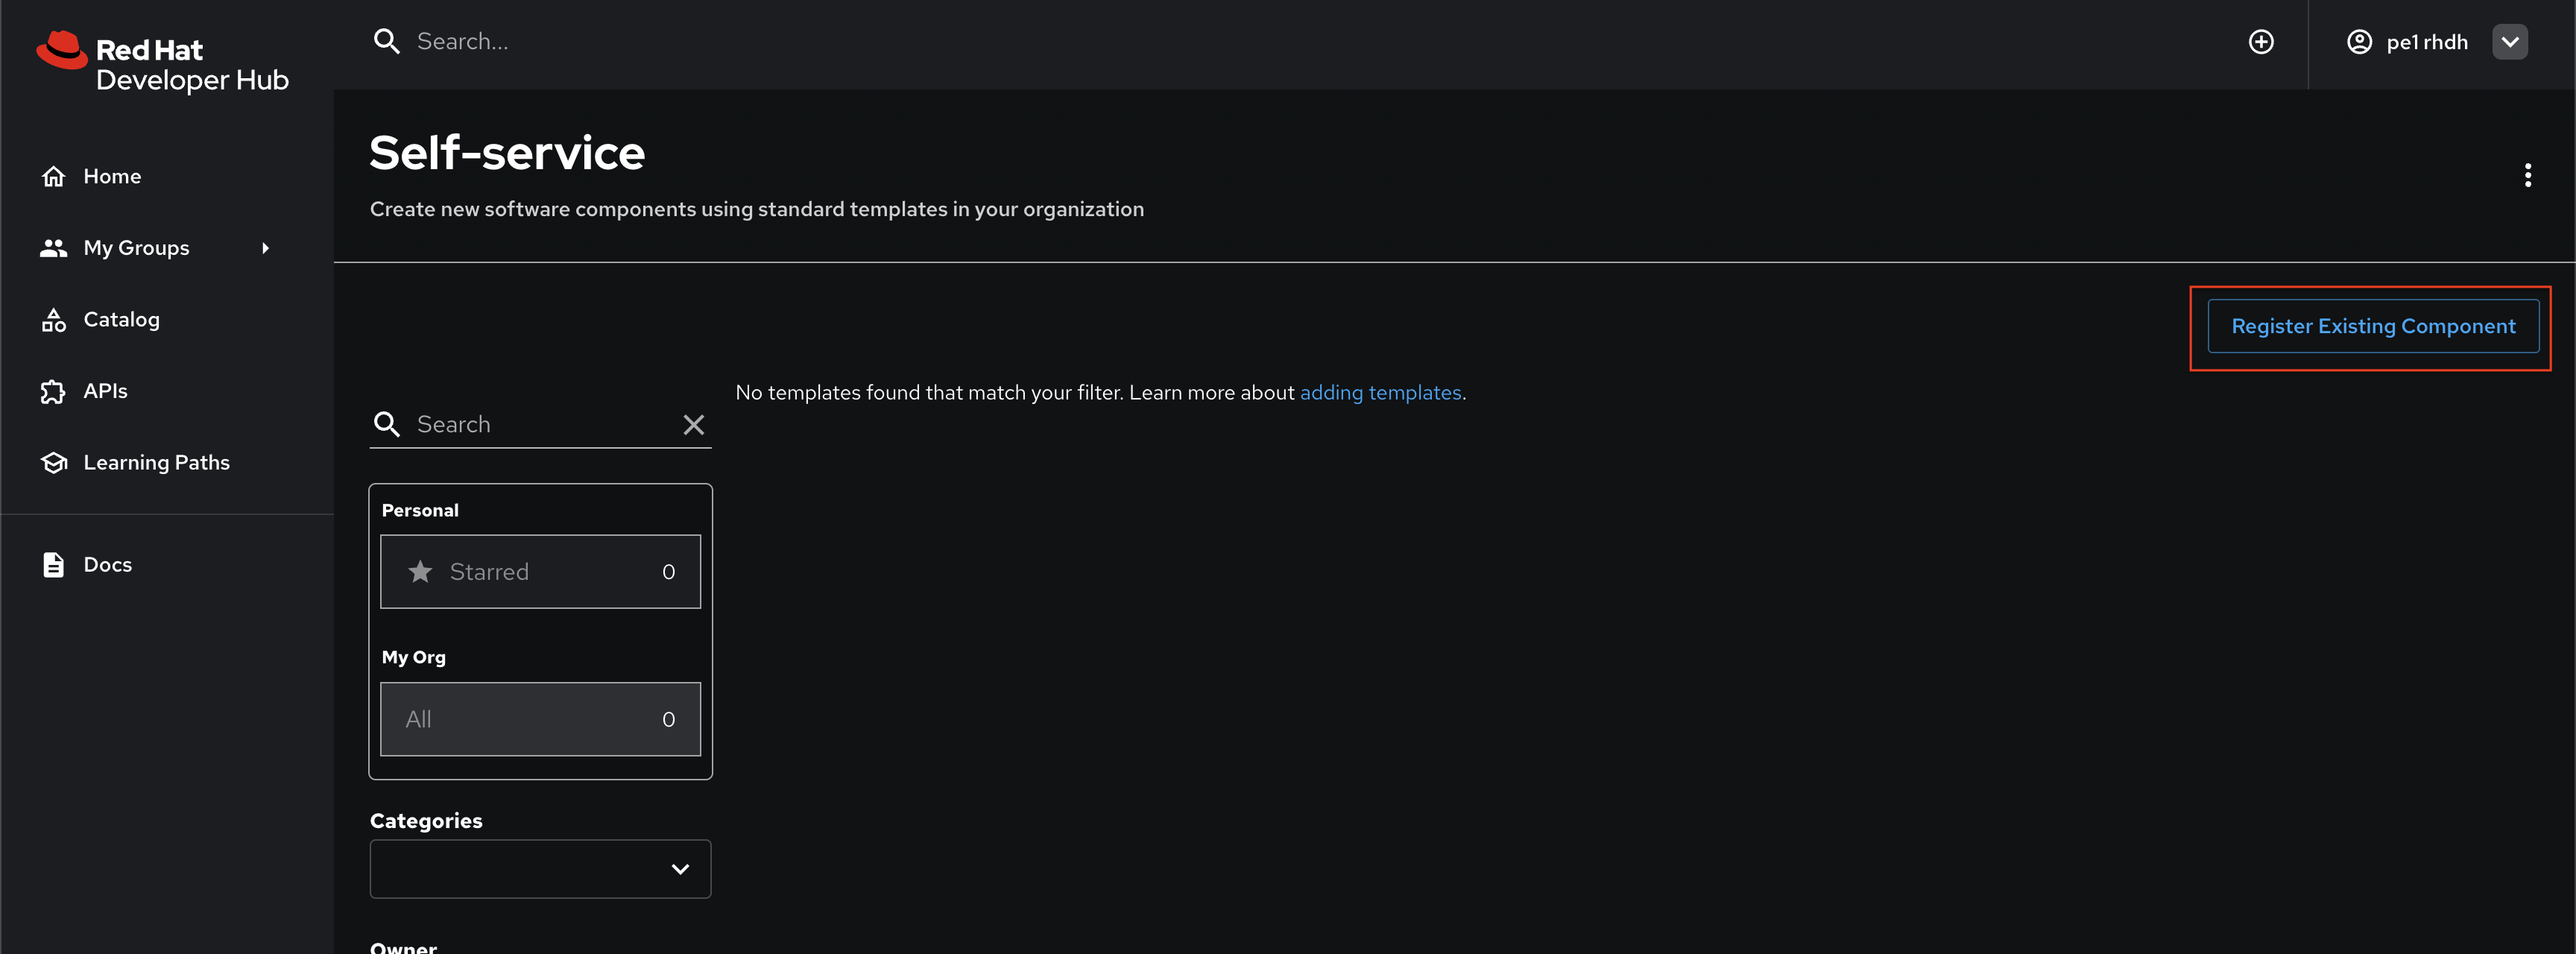 Red Hat
Developer Hub
Search...
pe1 rhdh
Home
My Groups
Catalog
APIs
Learning Paths
Docs
Self-service
Create new software components using standard templates in your organization
Register Existing Component
No templates found that match your filter. Learn more about adding templates.
Search
Personal
Starred 0
My Org
All 0
Categories
Owner